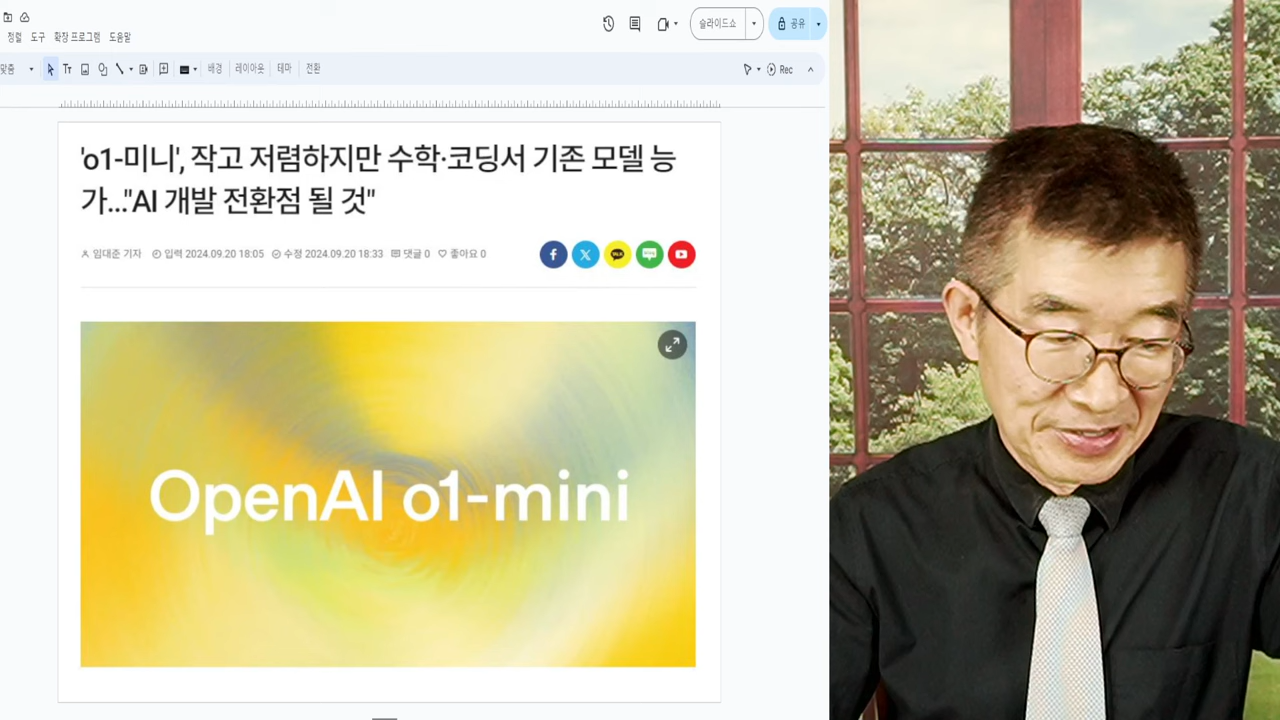 정렬 도구 확장 프로그램 도움말
슬라이드쇼
공유
맞춤
Tr
배경 레이아웃 테마 전환
Rec
'o1-미니', 작고 저렴하지만 수학·코딩서 기존 모델 능
가..."AI 개발 전환점 될 것"
임대준 기자 입력 2024.09.20 18:05 수정 2024.09.20 18:33 댓글 0 좋아요 0
TALK
OpenAI o1-mini